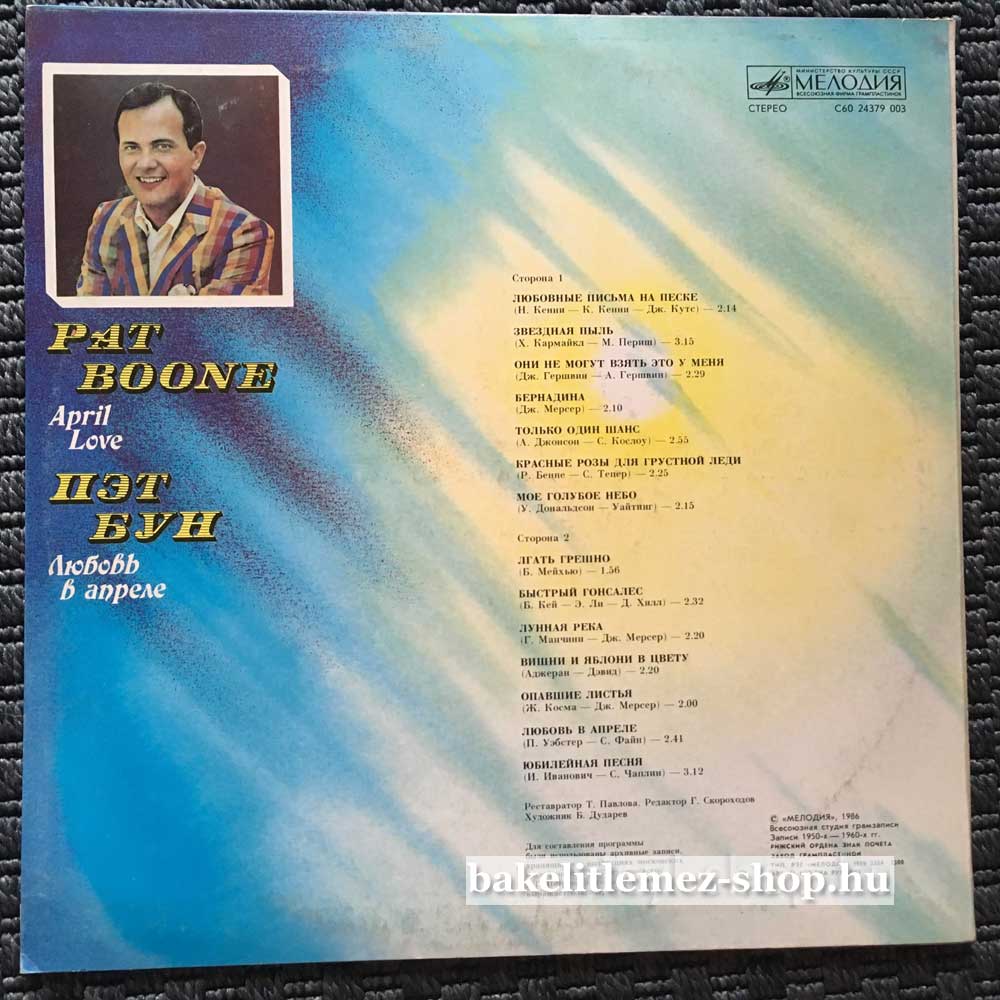 МИНИСТЕРСТВО КУЛЬТУРЫ СССР
МЕЛОДИЯ
ВСЕСОЮЗНАЯ ФИРМА ГРАМПЛАСТИНОК
СТЕРЕО
С60 24379 003
PAT
BOONE
April
Love
ПЭТ
БУН
Любовь
в апреле
Сторона 1
ЛЮБОВНЫЕ ПИСЬМА НА ПЕСКЕ
(Н. Кенни — К. Кенни — Дж. Кутс) — 2.14
ЗВЕЗДНАЯ ПЫЛЬ
(Х. Кармайкл — М. Периш) — 3.15
ОНИ НЕ МОГУТ ВЗЯТЬ ЭТО У МЕНЯ
(Дж. Гершвин — А. Гершвин) — 2.29
БЕРНАДИНА
(Дж. Мерсер) — 2.10
ТОЛЬКО ОДИН ШАНС
(А. Джонсон — С. Кослоу) — 2.55
КРАСНЫЕ РОЗЫ ДЛЯ ГРУСТНОЙ ЛЕДИ
(Р. Бенне — С. Тепер) — 2.25
МОЕ ГОЛУБОЕ НЕБО
(У. Дональдсон — Уайтинг) — 2.15
Сторона 2
ЛГАТЬ ГРЕШНО
(Б. Мейхью) — 1.56
БЫСТРЫЙ ГОНСАЛЕС
(Б. Кей — Э. Ли — Д. Хилл) — 2.32
ЛУННАЯ РЕКА
(Г. Манчини — Дж. Мерсер) — 2.20
ВИШНИ И ЯБЛОНИ В ЦВЕТУ
(Аджеран — Дэвид) — 2.20
ОПАВШИЕ ЛИСТЬЯ
(Ж. Косма — Дж. Мерсер) — 2.00
ЛЮБОВЬ В АПРЕЛЕ
(П. Уэбстер — С. Файн) — 2.41
ЮБИЛЕЙНАЯ ПЕСНЯ
(И. Иванович — С. Чаплин) — 3.12
Реставратор Т. Павлова. Редактор Г. Скороходов
Художник Б. Дударев
Для составления программы
были использованы архивные записи,
© «МЕЛОДИЯ», 1986
Всесоюзная студия грамзаписи
Записи 1950-х — 1960-х гг.
РИЖСКИЙ ОРДЕНА ЗНАК ПОЧЕТА
ЗАВОД ГРАМПЛАСТИНОК
bakelitlemez-shop.hu